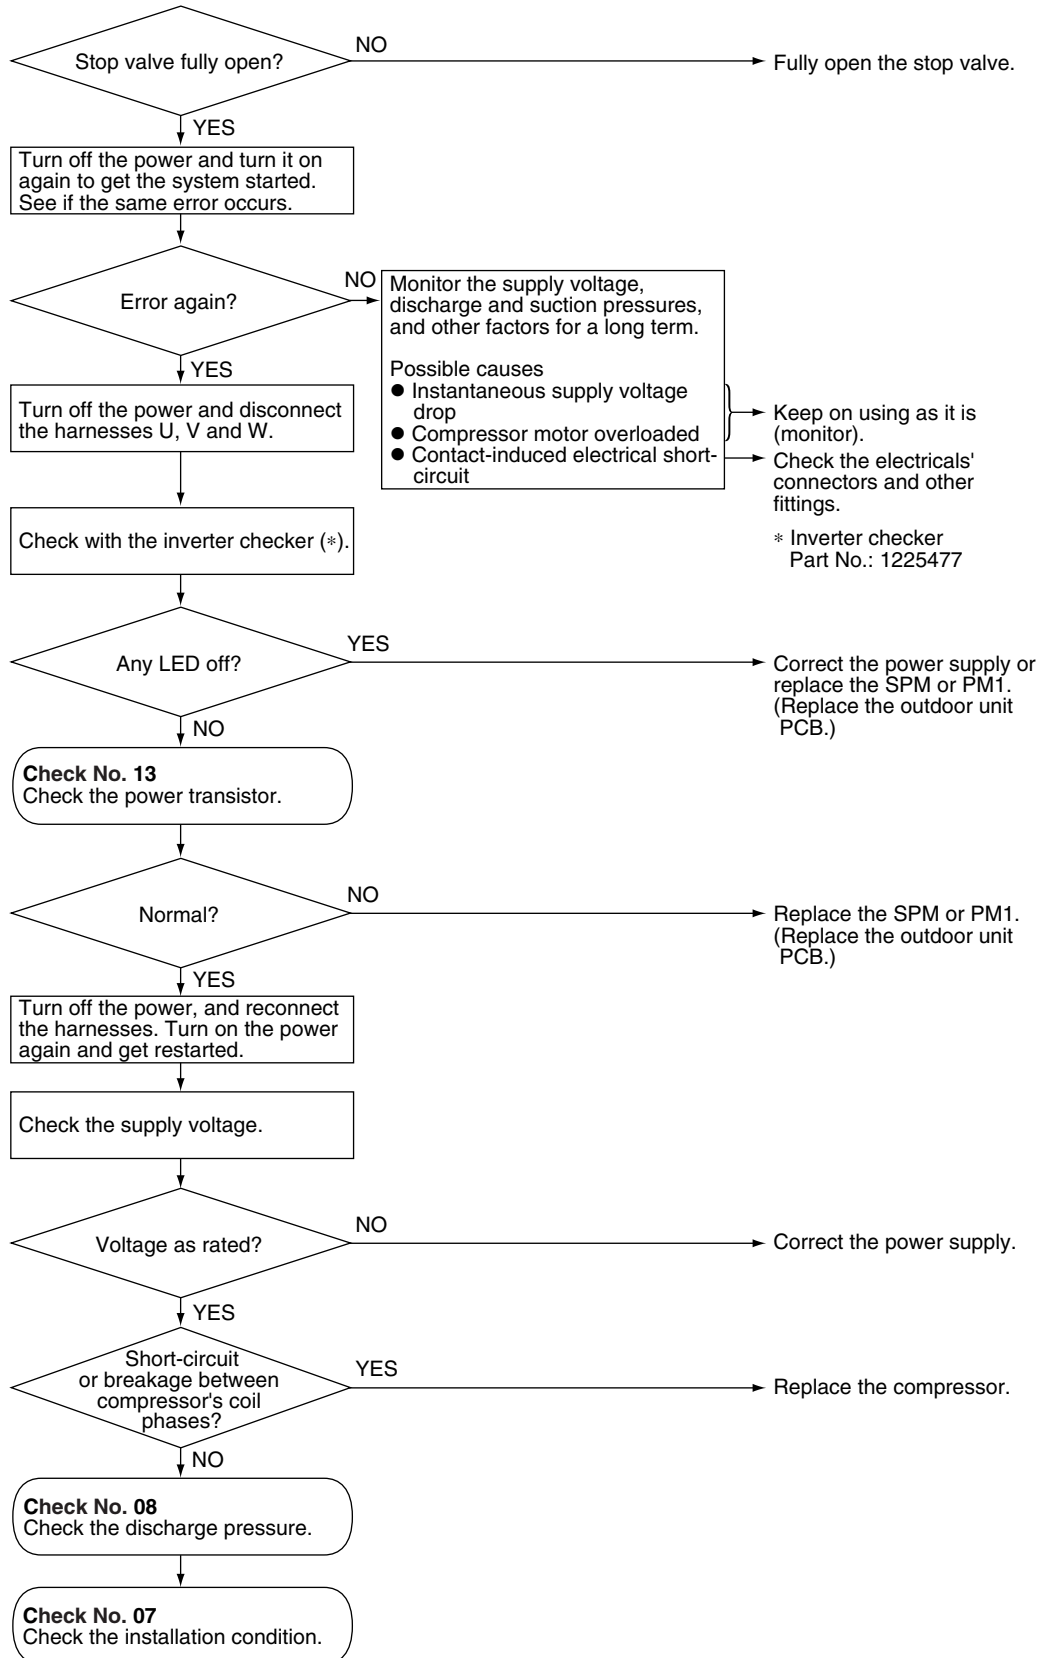 Stop valve fully open?
NO
Fully open the stop valve.
YES
Turn off the power and turn it on
again to get the system started.
See if the same error occurs.
Error again?
NO
Monitor the supply voltage,
discharge and suction pressures,
and other factors for a long term.
Possible causes
● Instantaneous supply voltage
drop
● Compressor motor overloaded
● Contact-induced electrical short-
circuit
Keep on using as it is
(monitor).
Check the electricals'
connectors and other
fittings.
* Inverter checker
Part No.: 1225477
YES
Turn off the power and disconnect
the harnesses U, V and W.
Check with the inverter checker (*).
Any LED off?
YES
Correct the power supply or
replace the SPM or PM1.
(Replace the outdoor unit
PCB.)
NO
Check No. 13
Check the power transistor.
Normal?
NO
Replace the SPM or PM1.
(Replace the outdoor unit
PCB.)
YES
Turn off the power, and reconnect
the harnesses. Turn on the power
again and get restarted.
Check the supply voltage.
Voltage as rated?
NO
Correct the power supply.
YES
Short-circuit
or breakage between
compressor's coil
phases?
YES
Replace the compressor.
NO
Check No. 08
Check the discharge pressure.
Check No. 07
Check the installation condition.